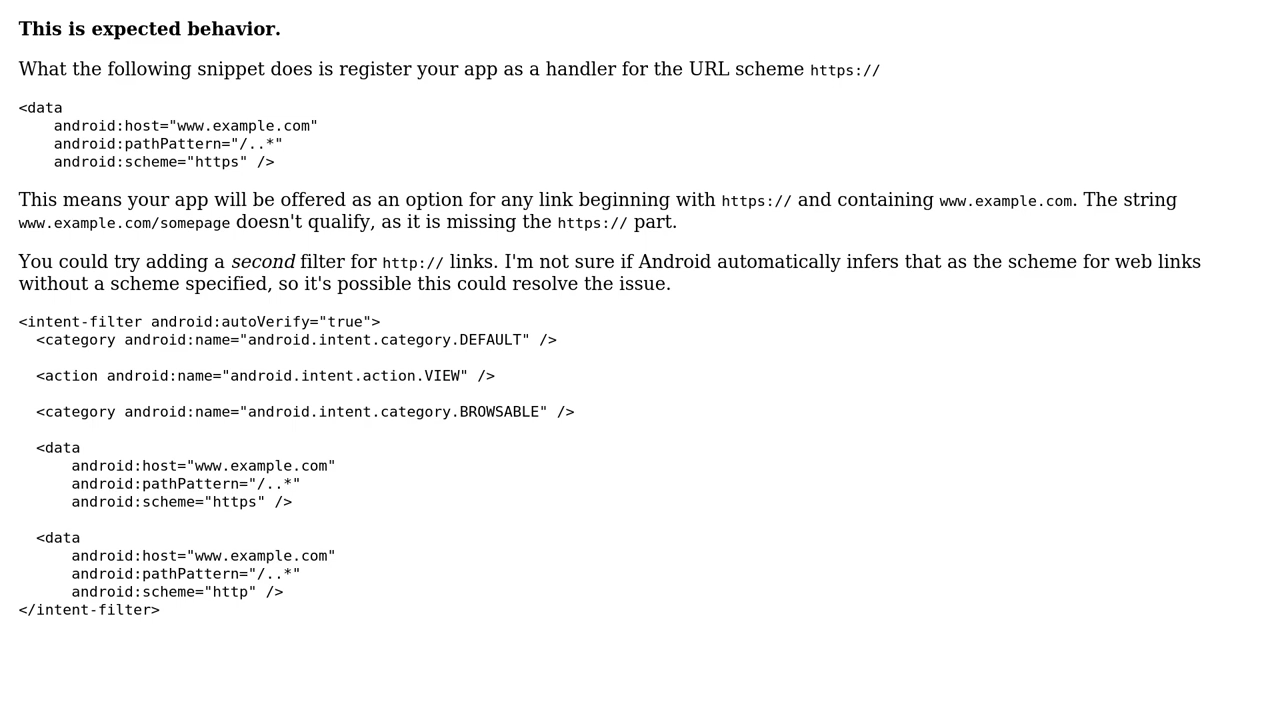 This is expected behavior.
What the following snippet does is register your app as a handler for the URL scheme https://
<data
    android:host="www.example.com"
    android:pathPattern="/..*"
    android:scheme="https" />
This means your app will be offered as an option for any link beginning with https:// and containing www.example.com. The string
www.example.com/somepage doesn't qualify, as it is missing the https:// part.
You could try adding a second filter for http:// links. I'm not sure if Android automatically infers that as the scheme for web links
without a scheme specified, so it's possible this could resolve the issue.
<intent-filter android:autoVerify="true">
  <category android:name="android.intent.category.DEFAULT" />
  <action android:name="android.intent.action.VIEW" />
  <category android:name="android.intent.category.BROWSABLE" />
  <data
      android:host="www.example.com"
      android:pathPattern="/..*"
      android:scheme="https" />
  <data
      android:host="www.example.com"
      android:pathPattern="/..*"
      android:scheme="http" />
</intent-filter>